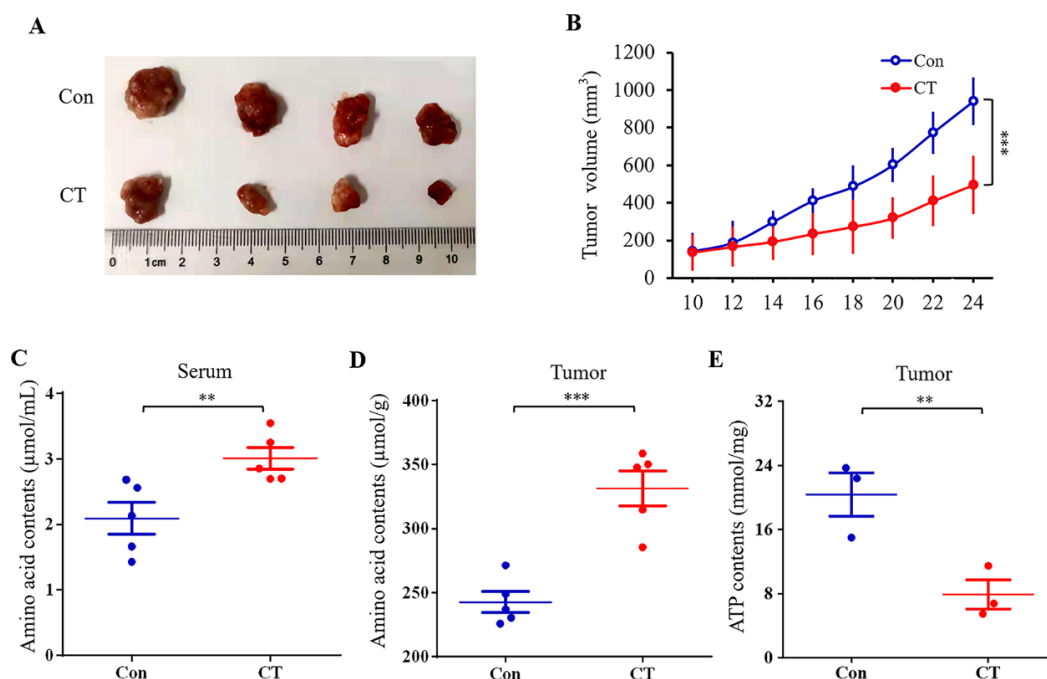 A
Con
CT
0 1cm 2 3 4 5 6 7 8 9 10
B
Tumor volume (mm³)
1200
1000
800
600
400
200
0
Con
CT
***
10 12 14 16 18 20 22 24
C
Serum
**
Amino acid contents (μmol/mL)
4
3
2
1
0
Con CT
D
Tumor
***
Amino acid contents (μmol/g)
400
350
300
250
200
Con CT
E
Tumor
**
ATP contents (mmol/mg)
32
24
16
8
0
Con CT